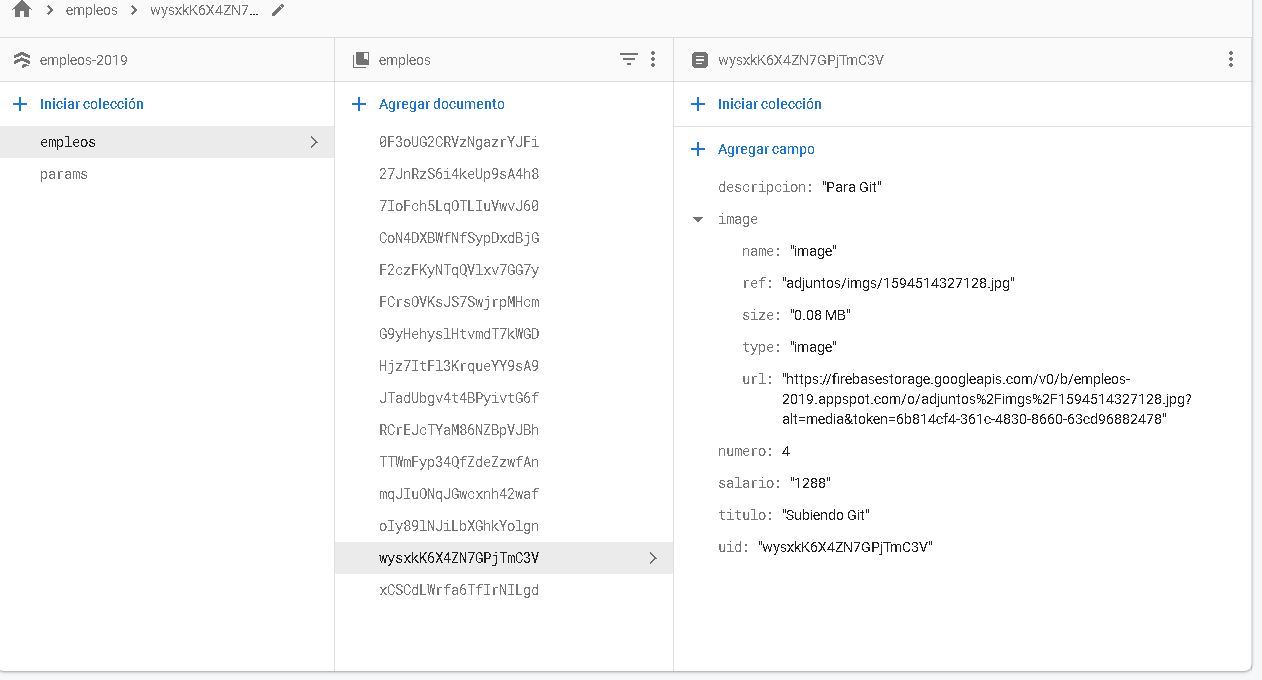 empleos
wysxkK6X4ZN7...
empleos-2019
empleos
wysxkK6X4ZN7GPjTmC3V
Iniciar colección
Agregar documento
Iniciar colección
empleos
params
0F3oUG2CRVzNgazrYJFi
27JnRzS6i4keUp9sA4h8
7IoFch5LqOTLIuVwvJ60
CoN4DXBWfNfSypDxdBjG
F2czFKyNTqQVlxv7GG7y
FCrsOVKsJS7SwjrpMHcm
G9yHehyslHtvmdT7kWGD
Hjz7ItFl3KrqueYY9sA9
JTadUbgv4t4BPyivtG6f
RCrEJcTYaM86NZBpVJBh
TTWmFyp34QfZdeZzwfAn
mqJIuONqJGwcxnh42waf
oIy89lNJiLbXGhkYolgn
wysxkK6X4ZN7GPjTmC3V
xCSCdLWrfa6TfIrNILgd
Agregar campo
descripcion: "Para Git"
image
name: "image"
ref: "adjuntos/imgs/1594514327128.jpg"
size: "0.08 MB"
type: "image"
url: "https://firebasestorage.googleapis.com/v0/b/empleos-
2019.appspot.com/o/adjuntos%2Fimgs%2F1594514327128.jpg?
alt=media&token=6b814cf4-361c-4830-8660-63cd96882478"
numero: 4
salario: "1288"
titulo: "Subiendo Git"
uid: "wysxkK6X4ZN7GPjTmC3V"